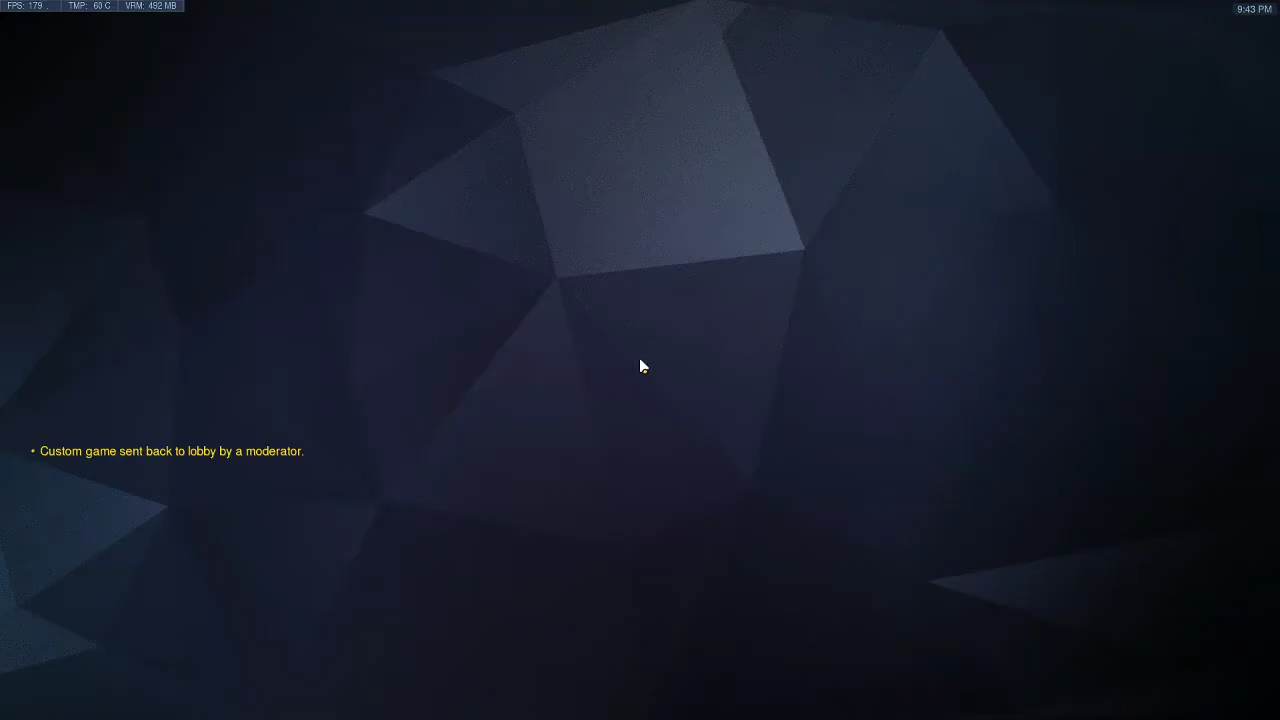 FPS: 179 . TMP: 60 C VRM: 492 MB
9:43 PM
• Custom game sent back to lobby by a moderator.